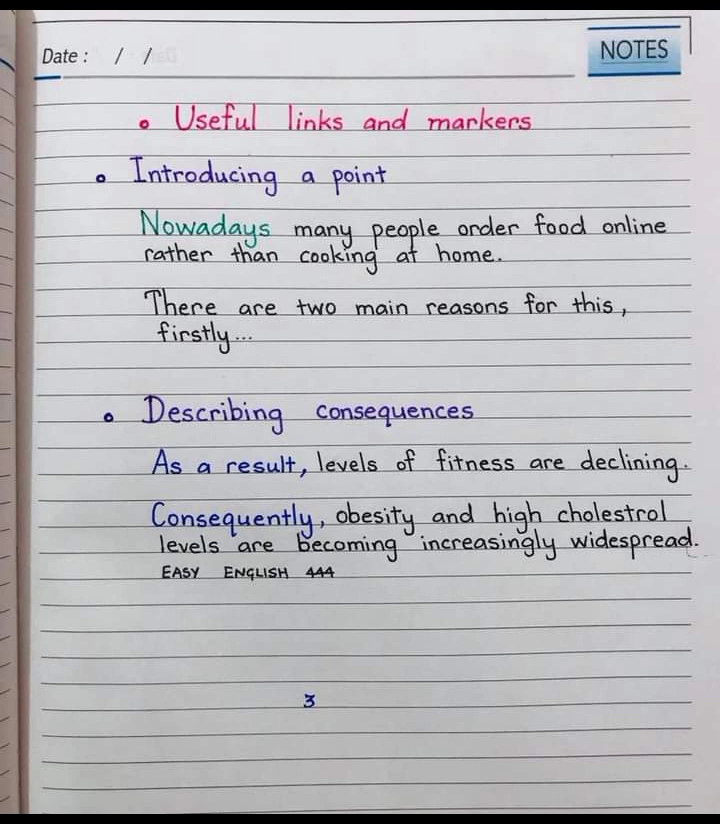 Date : / /
NOTES
• Useful links and markers
• Introducing a point
Nowadays many people order food online
rather than cooking at home.
There are two main reasons for this,
firstly...
• Describing consequences
As a result, levels of fitness are declining.
Consequently, obesity and high cholestrol
levels are becoming increasingly widespread.
EASY ENGLISH 444
3